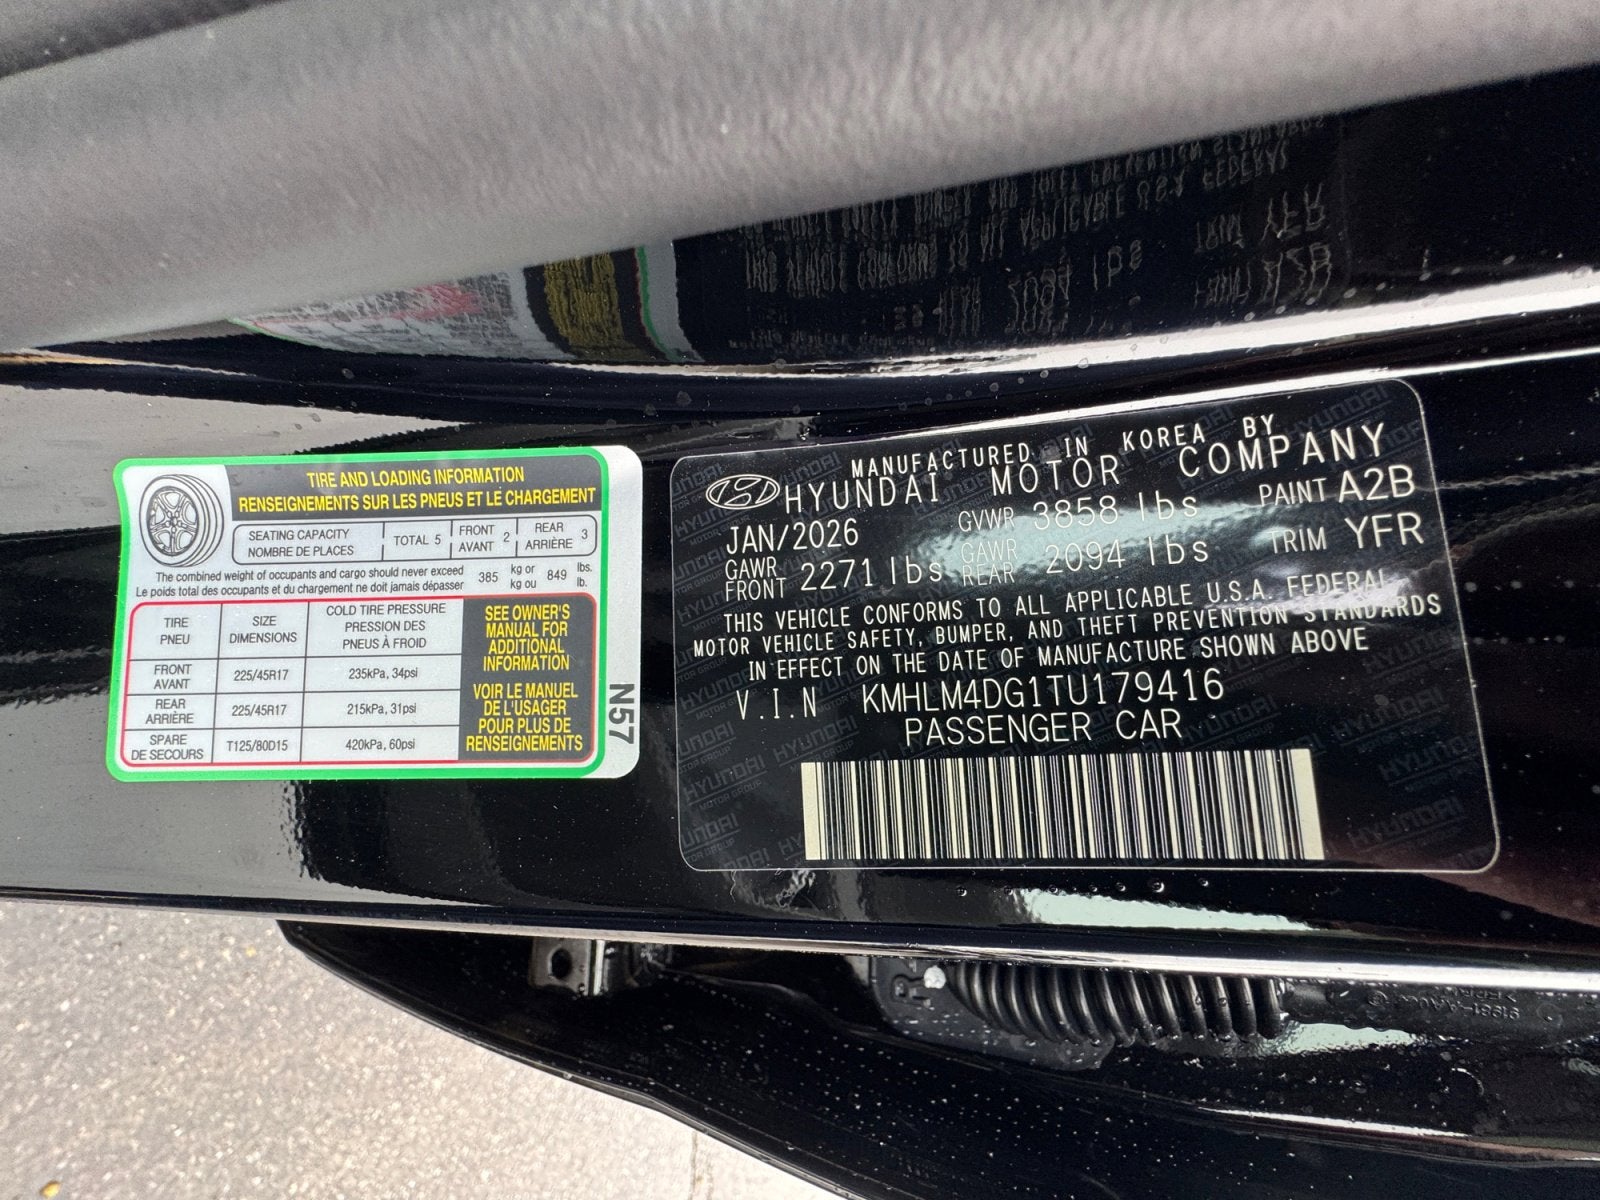 TIRE AND LOADING INFORMATION
RENSEIGNEMENTS SUR LES PNEUS ET LE CHARGEMENT
SEATING CAPACITY
NOMBRE DE PLACES
TOTAL 5
FRONT
AVANT 2
REAR
ARRIÈRE 3
The combined weight of occupants and cargo should never exceed
Le poids total des occupants et du chargement ne doit jamais dépasser
385 kg or
kg ou 849 lbs.
lb.
TIRE
PNEU
SIZE
DIMENSIONS
COLD TIRE PRESSURE
PRESSION DES
PNEUS À FROID
FRONT
AVANT
225/45R17
235kPa, 34psi
REAR
ARRIÈRE
225/45R17
215kPa, 31psi
SPARE
DE SECOURS
T125/80D15
420kPa, 60psi
SEE OWNER'S
MANUAL FOR
ADDITIONAL
INFORMATION
VOIR LE MANUEL
DE L'USAGER
POUR PLUS DE
RENSEIGNEMENTS
N57
MANUFACTURED IN KOREA BY
HYUNDAI MOTOR COMPANY
JAN/2026 GVWR 3858 lbs PAINT A2B
GAWR FRONT 2271 lbs GAWR REAR 2094 lbs TRIM YFR
THIS VEHICLE CONFORMS TO ALL APPLICABLE U.S.A. FEDERAL
MOTOR VEHICLE SAFETY, BUMPER, AND THEFT PREVENTION STANDARDS
IN EFFECT ON THE DATE OF MANUFACTURE SHOWN ABOVE
V.I.N KMHLM4DG1TU179416
PASSENGER CAR